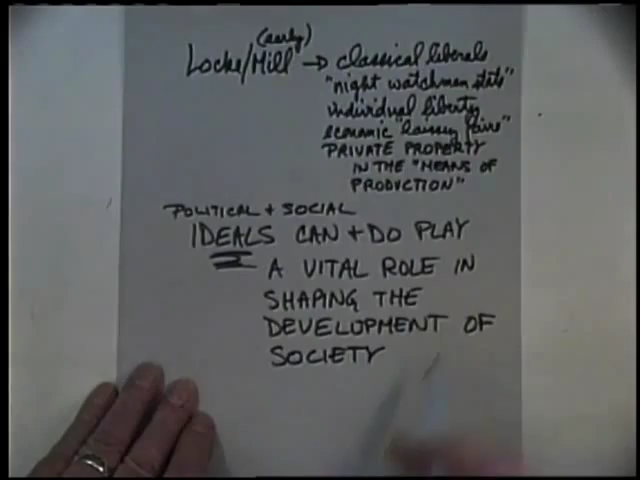 (early)
Locke/Mill → classical liberals
"night watchmen state"
individual liberty
economic "laissez faire"
PRIVATE PROPERTY
IN THE "MEANS OF
PRODUCTION"
POLITICAL + SOCIAL
IDEALS CAN + DO PLAY
A VITAL ROLE IN
SHAPING THE
DEVELOPMENT OF
SOCIETY